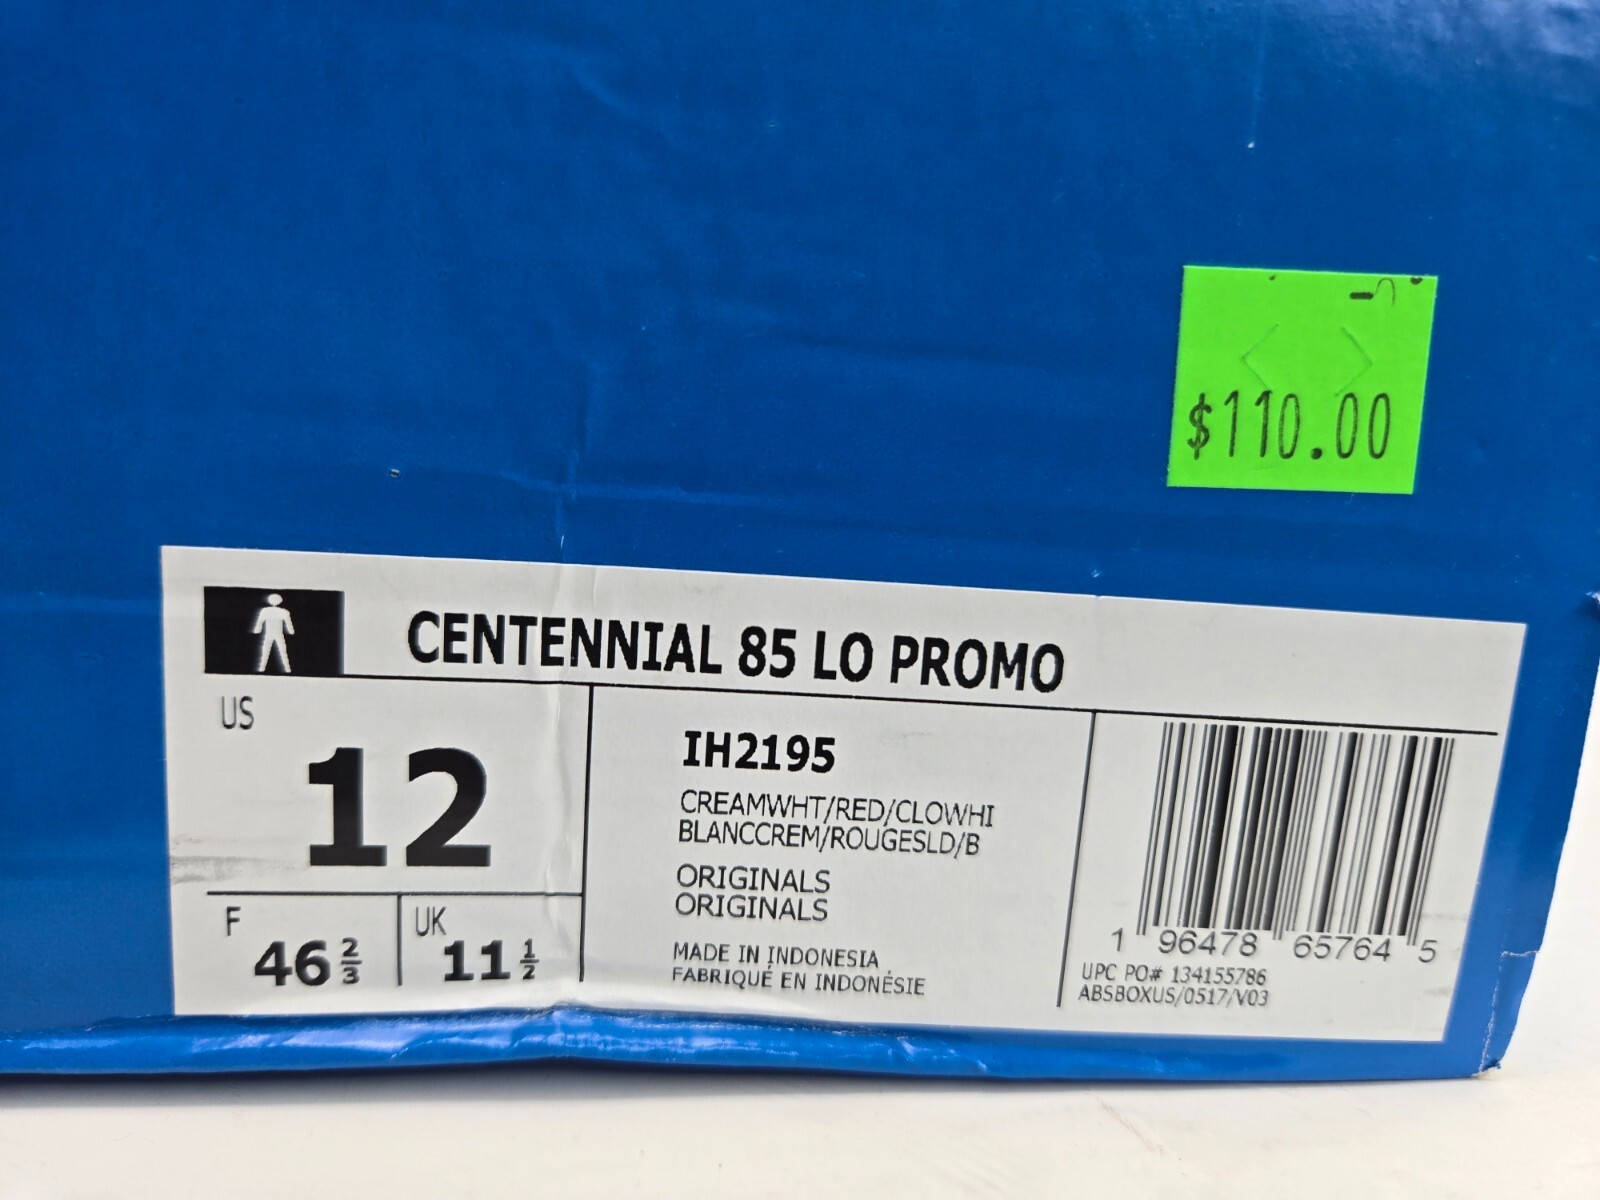 $110.00
CENTENNIAL 85 LO PROMO
US
12
F 46 2/3
UK 11 1/2
IH2195
CREAMWHT/RED/CLOWHI
BLANCCREM/ROUGESLD/B
ORIGINALS
ORIGINALS
MADE IN INDONESIA
FABRIQUÉ EN INDONÉSIE
1 96478 65764 5
UPC PO# 134155786
ABSBOXUS/0517/V03